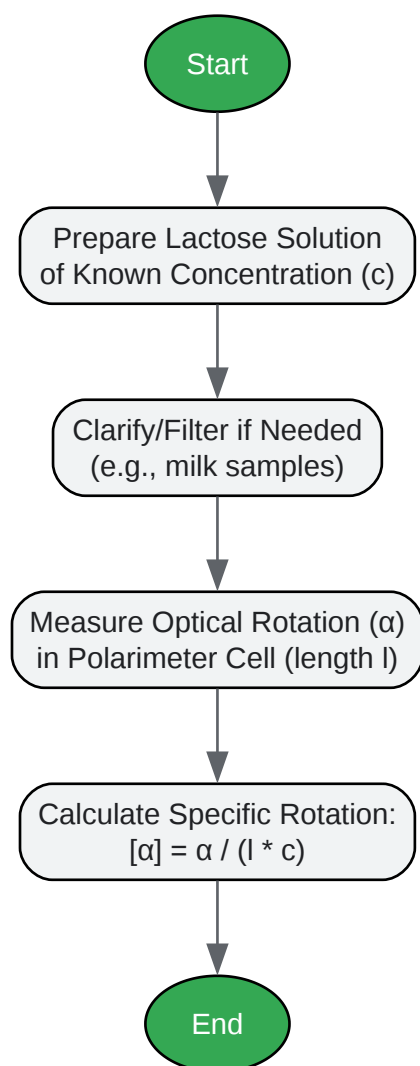 Start
Prepare Lactose Solution
of Known Concentration (c)
Clarify/Filter if Needed
(e.g., milk samples)
Measure Optical Rotation (α)
in Polarimeter Cell (length l)
Calculate Specific Rotation:
[α] = α / (l * c)
End